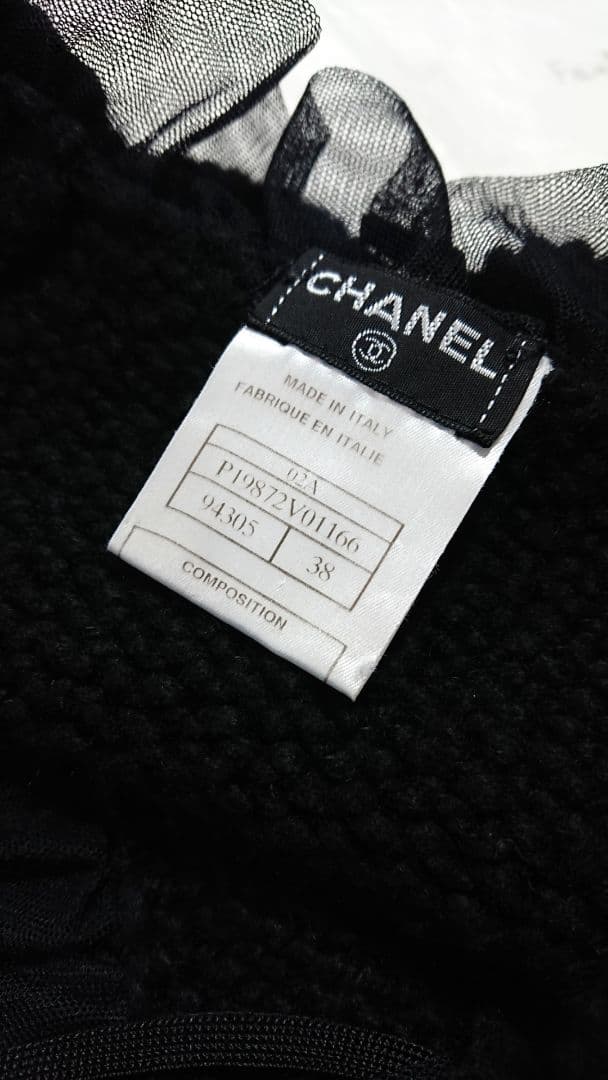 CHANEL
MADE IN ITALY
FABRIQUE EN ITALIE
02A
P19872V01166
94305
38
COMPOSITION